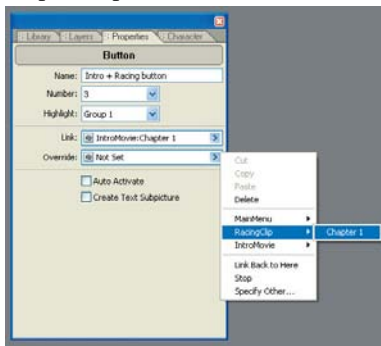 Library Layers Properties Character
Button
Name: Intro + Racing button
Number: 3
Highlight: Group 1
Link: IntroMovie:Chapter 1
Override: Not Set
Auto Activate
Create Text Subpicture
Cut
Copy
Paste
Delete
MainMenu
RacingClip
Chapter 1
IntroMovie
Link Back to Here
Stop
Specify Other...